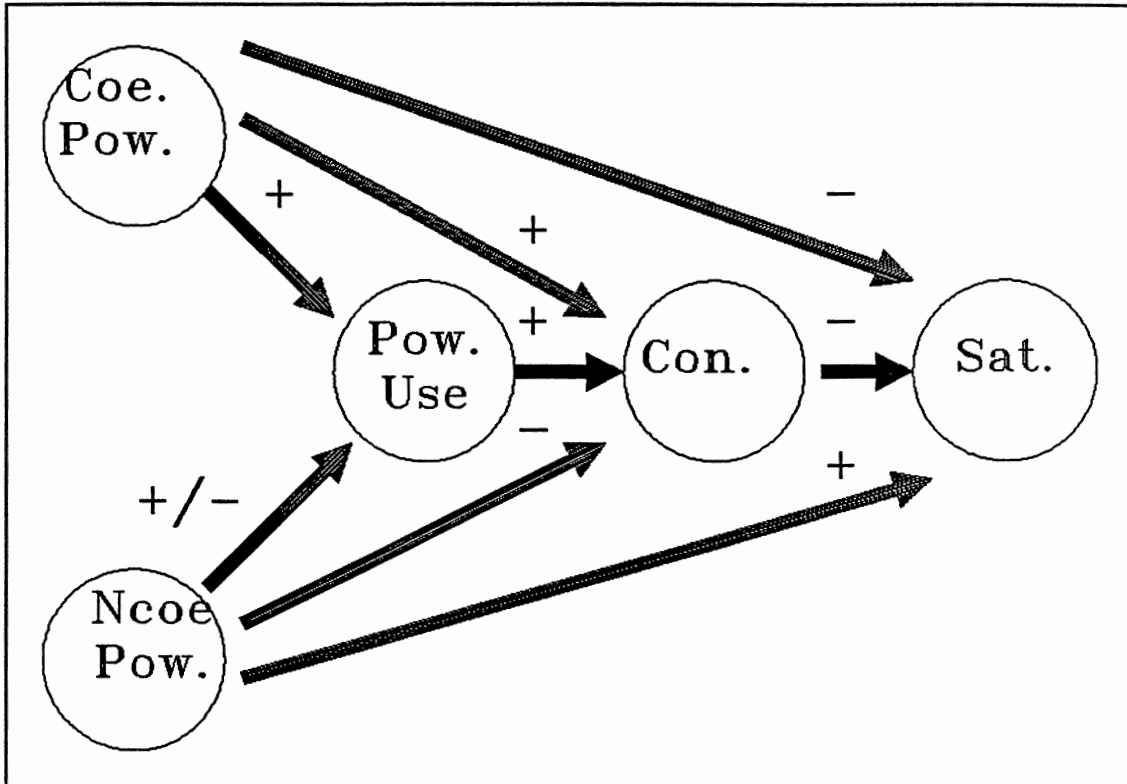 Coe.
Pow.
+
+
-
Pow.
Use
+
-
Con.
-
Sat.
+/-
+
Ncoe
Pow.